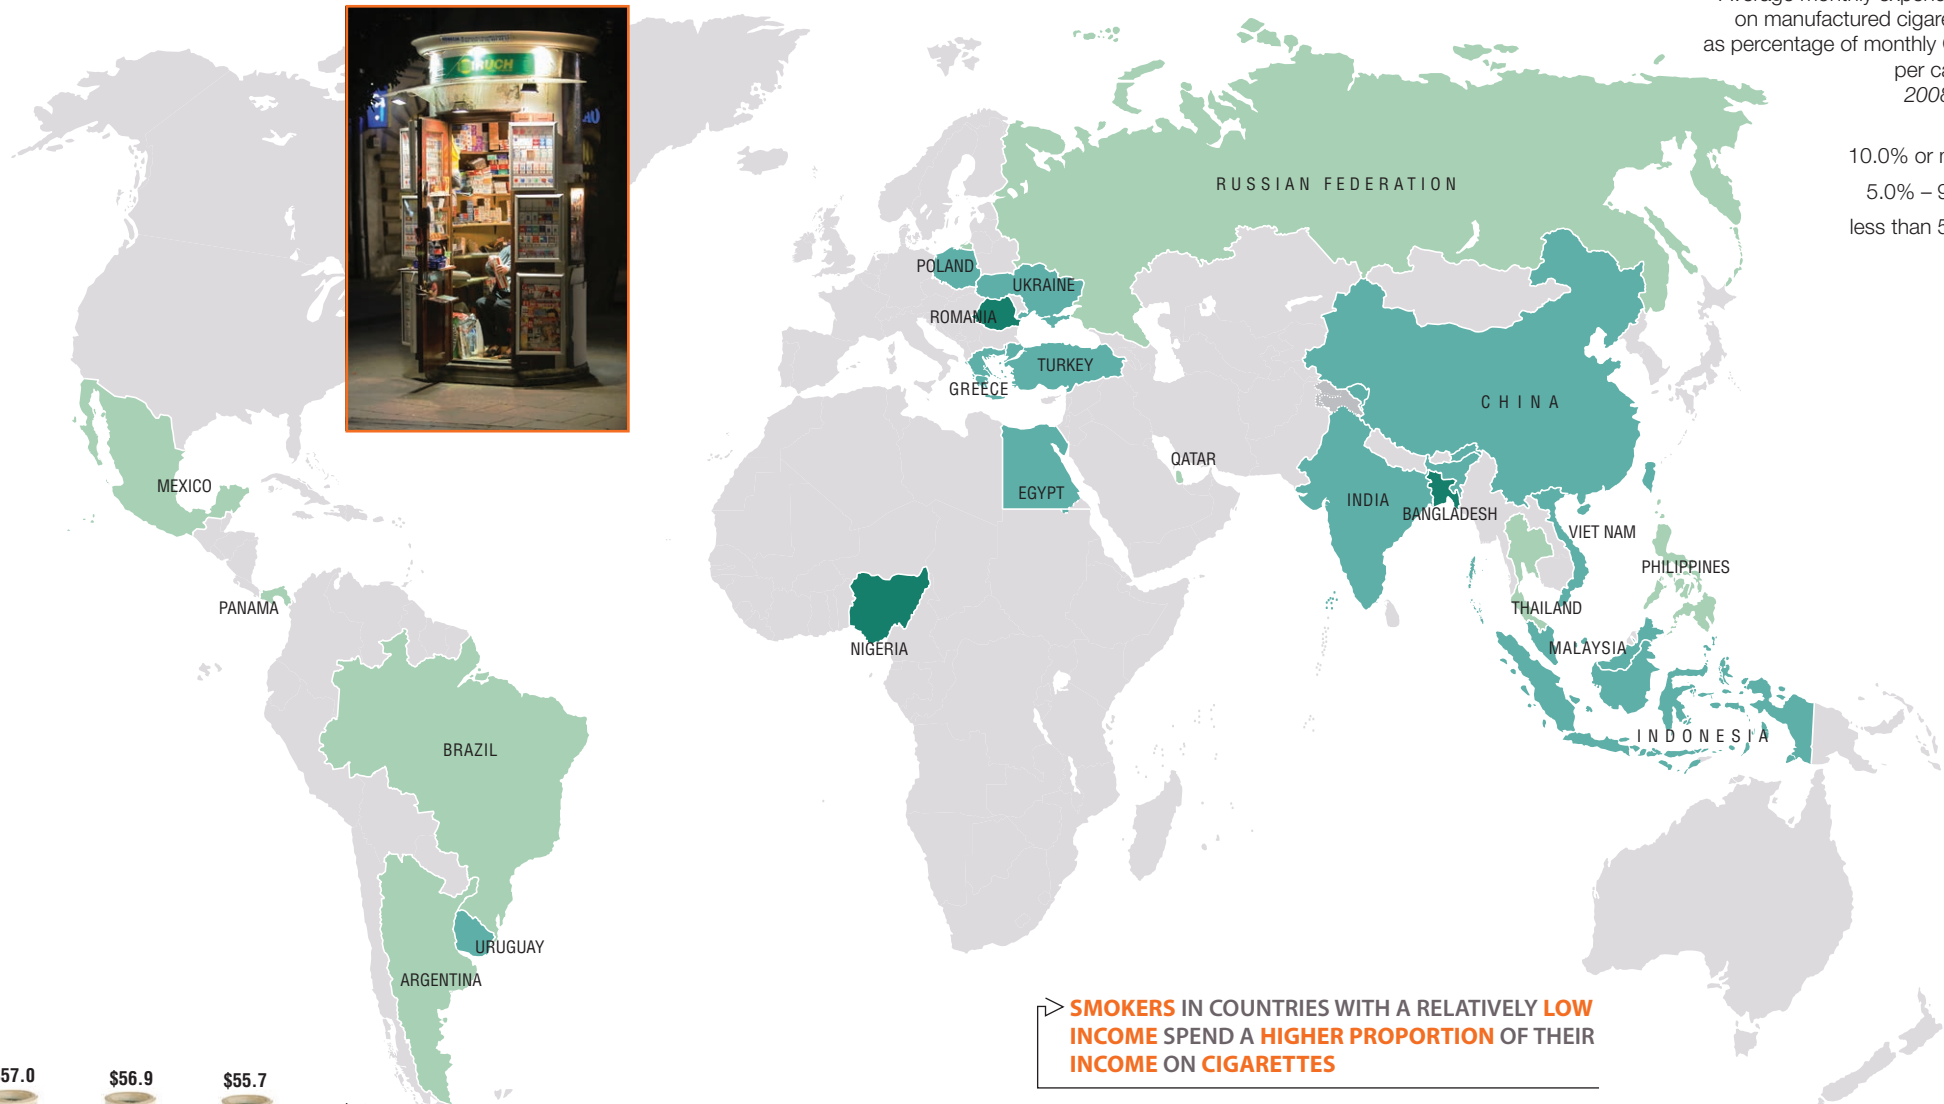 on manufactured
as percentage of monthly
per
2008
10.0% or
5.0% – 9
less than 5
RUSSIAN FEDERATION
POLAND
UKRAINE
ROMANIA
TURKEY
GREECE
CHINA
QATAR
MEXICO
EGYPT
INDIA
BANGLADESH
VIET NAM
PHILIPPINES
PANAMA
THAILAND
NIGERIA
MALAYSIA
INDONESIA
BRAZIL
URUGUAY
ARGENTINA
SMOKERS IN COUNTRIES WITH A RELATIVELY LOW
INCOME SPEND A HIGHER PROPORTION OF THEIR
INCOME ON CIGARETTES
57.0
$56.9
$55.7